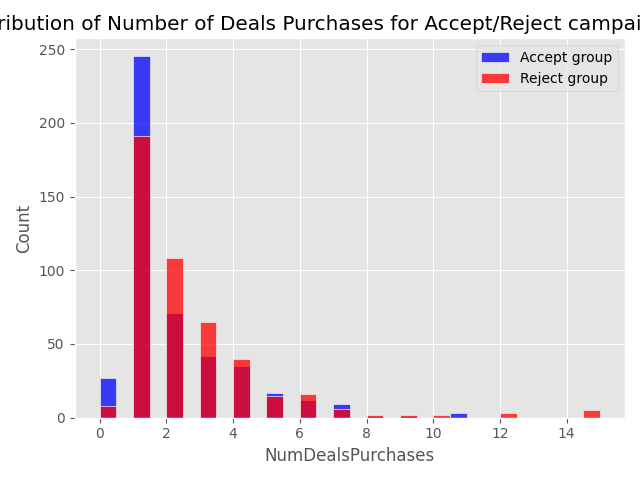 ribution of Number of Deals Purchases for Accept/Reject campai
Accept group
Reject group
250
200
150
100
50
0
Count
0 2 4 6 8 10 12 14
NumDealsPurchases